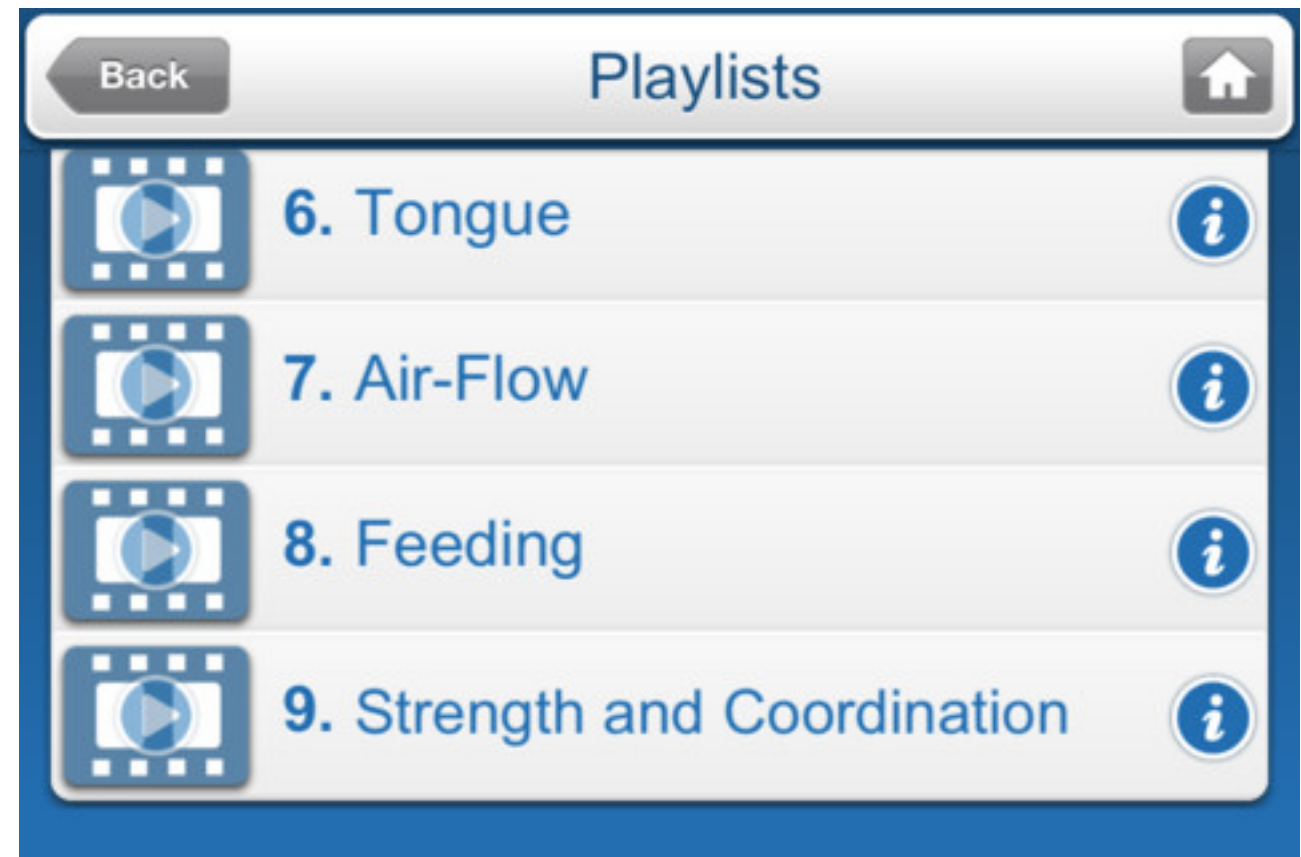 Back
Playlists
6. Tongue
7. Air-Flow
8. Feeding
9. Strength and Coordination